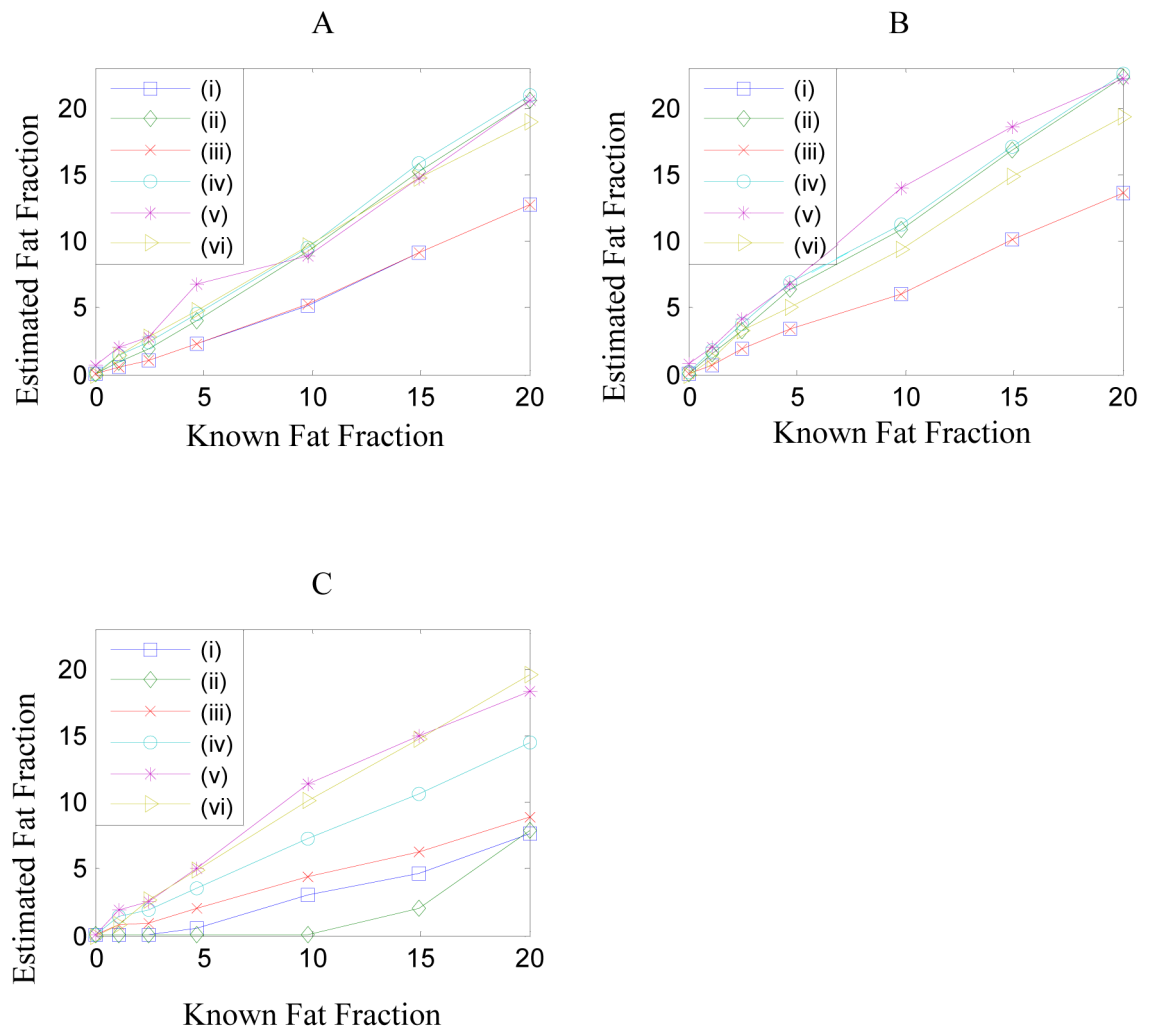 A
Estimated Fat Fraction
20
15
10
5
0
(i)
(ii)
(iii)
(iv)
(v)
(vi)
0 5 10 15 20
Known Fat Fraction
B
Estimated Fat Fraction
20
15
10
5
0
(i)
(ii)
(iii)
(iv)
(v)
(vi)
0 5 10 15 20
Known Fat Fraction
C
Estimated Fat Fraction
20
15
10
5
0
(i)
(ii)
(iii)
(iv)
(v)
(vi)
0 5 10 15 20
Known Fat Fraction